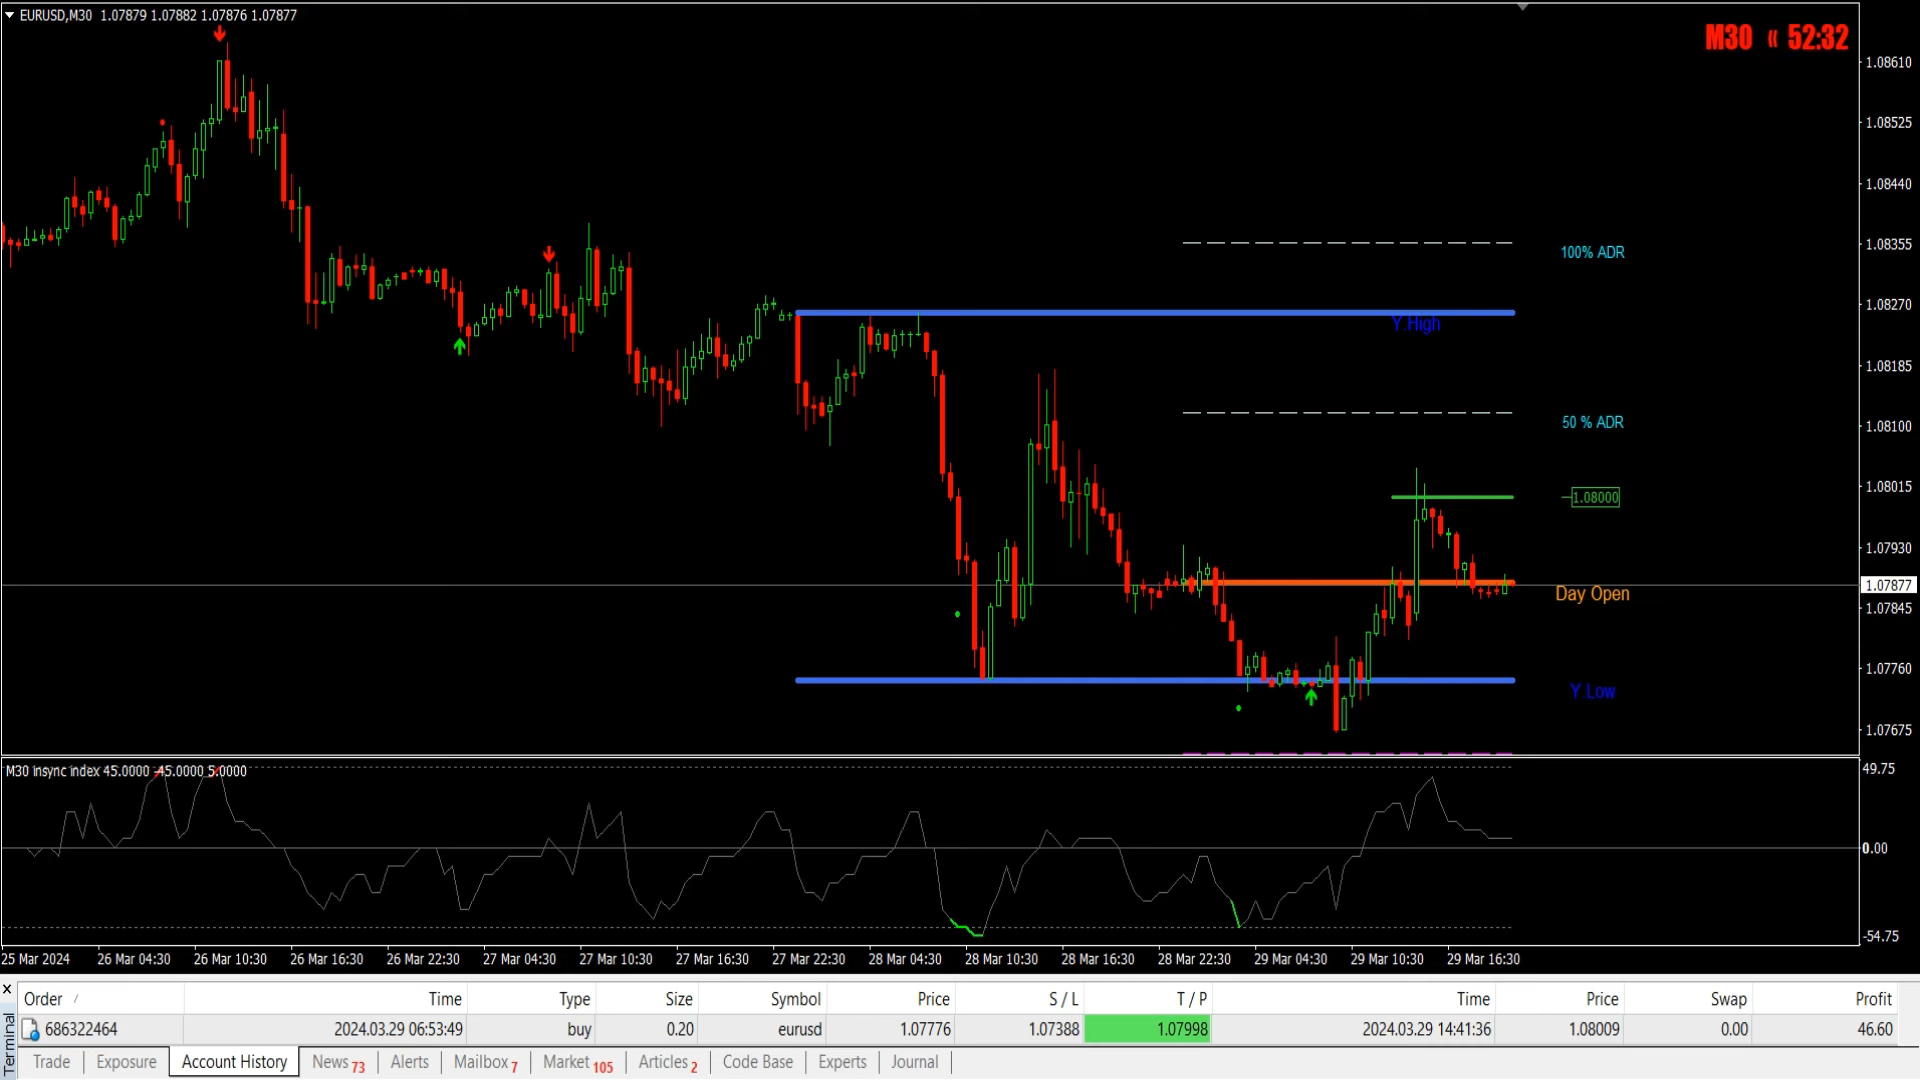 EURUSD,M30 1.07879 1.07882 1.07876 1.07877
M30 « 52:32
1.08610
1.08525
1.08440
1.08355
100% ADR
1.08270
Y.High
1.08185
50 % ADR
1.08100
1.08015
1.08000
1.07930
1.07877
Day Open
1.07845
1.07760
Y.Low
1.07675
M30 insync index 45.0000 -45.0000 5.0000
49.75
0.00
-54.75
25 Mar 2024 26 Mar 04:30 26 Mar 10:30 26 Mar 16:30 26 Mar 22:30 27 Mar 04:30 27 Mar 10:30 27 Mar 16:30 27 Mar 22:30 28 Mar 04:30 28 Mar 10:30 28 Mar 16:30 28 Mar 22:30 29 Mar 04:30 29 Mar 10:30 29 Mar 16:30
Order / Time Type Size Symbol Price S / L T / P Time Price Swap Profit
686322464 2024.03.29 06:53:49 buy 0.20 eurusd 1.07776 1.07388 1.07998 2024.03.29 14:41:36 1.08009 0.00 46.60
Terminal
Trade Exposure Account History News 73 Alerts Mailbox 7 Market 105 Articles 2 Code Base Experts Journal